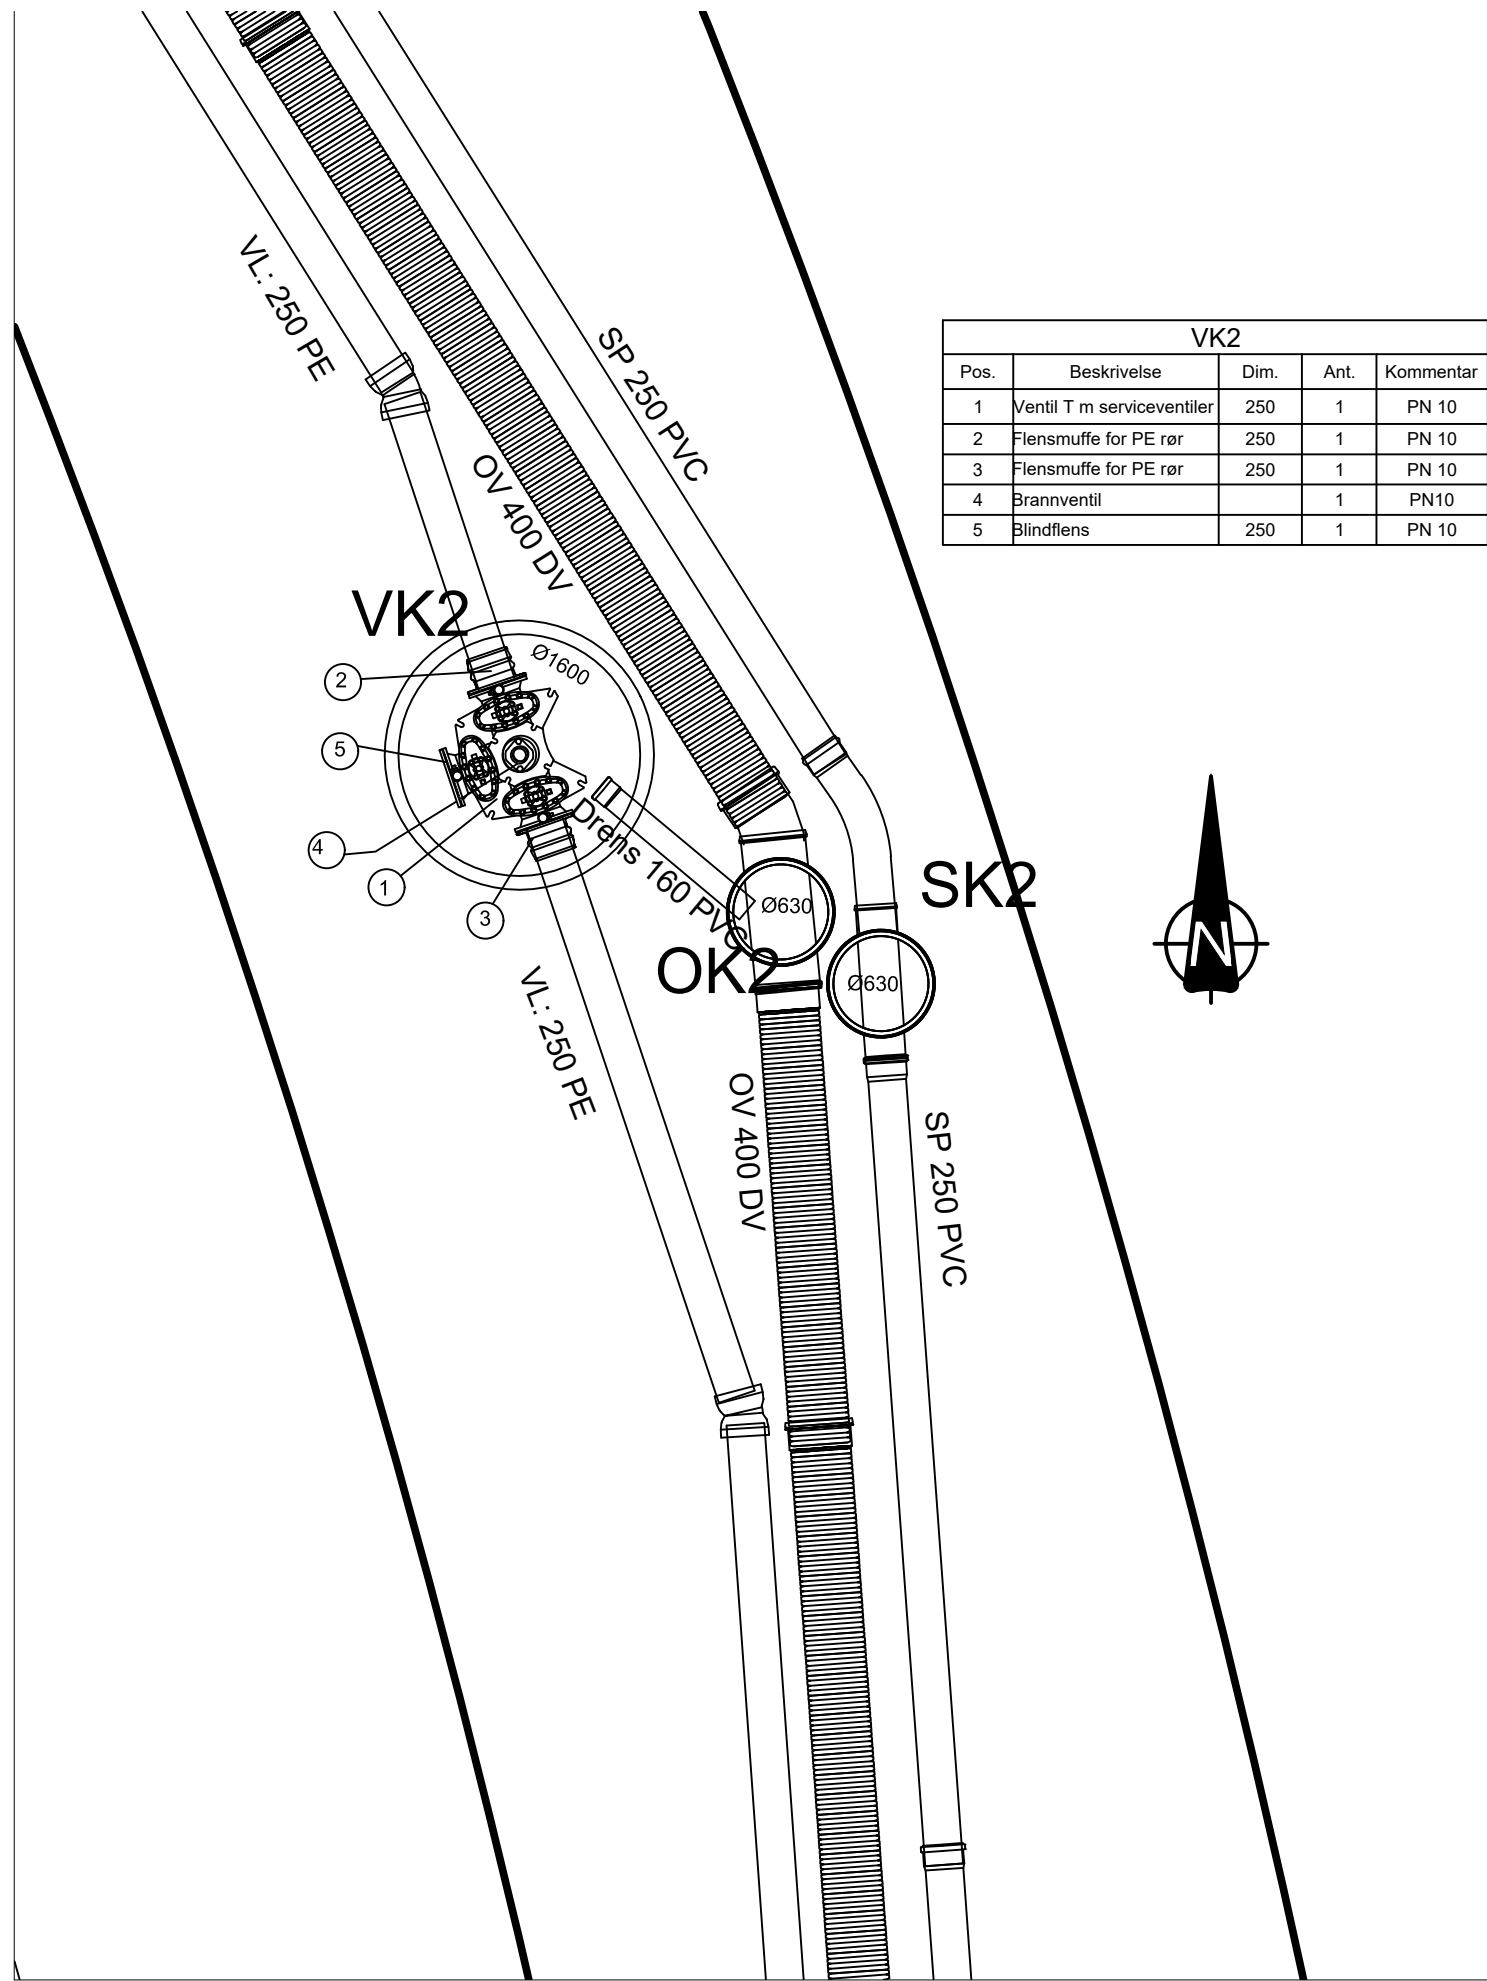 VL: 250 PE
SP 250 PVC
OV 400 DV
VK2
Pos. Beskrivelse Dim. Ant. Kommentar
1 Ventil T m serviceventiler 250 1 PN 10
2 Flensmuffe for PE rør 250 1 PN 10
3 Flensmuffe for PE rør 250 1 PN 10
4 Brannventil 1 PN10
5 Blindflens 250 1 PN 10
VK2
Ø1600
2
5
4
1
3
Drens 160 PVC
Ø630
OK2
SK2
Ø630
N
VL: 250 PE
OV 400 DV
SP 250 PVC